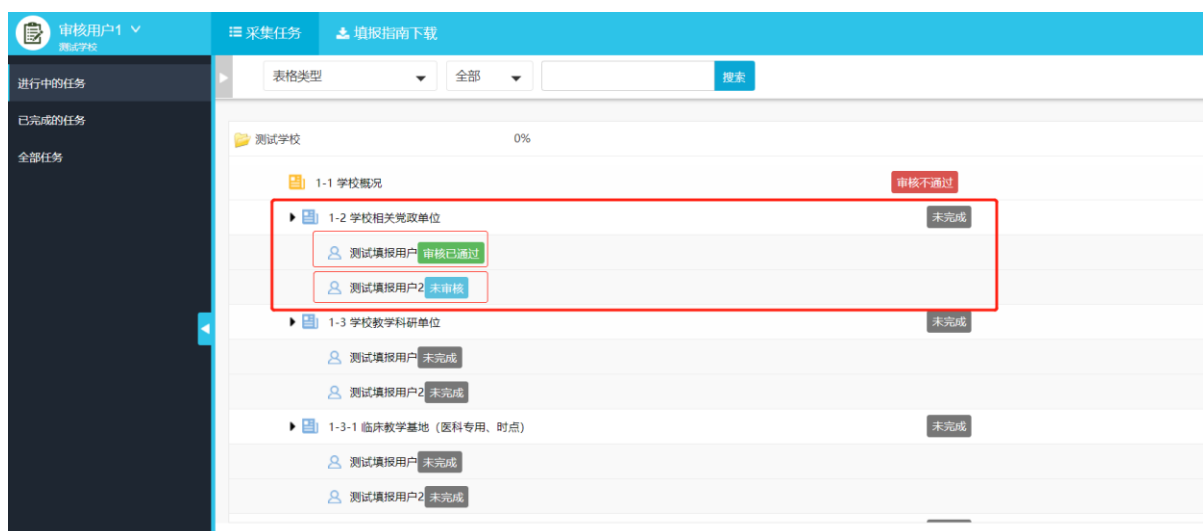 审核用户1
测试学校
采集任务 填报指南下载
进行中的任务
已完成的任务
全部任务
表格类型 全部 搜索
测试学校 0%
1-1 学校概况 审核不通过
1-2 学校相关党政单位 未完成
测试填报用户 审核已通过
测试填报用户2 未审核
1-3 学校教学科研单位 未完成
测试填报用户 未完成
测试填报用户2 未完成
1-3-1 临床教学基地（医科专用、时点） 未完成
测试填报用户 未完成
测试填报用户2 未完成